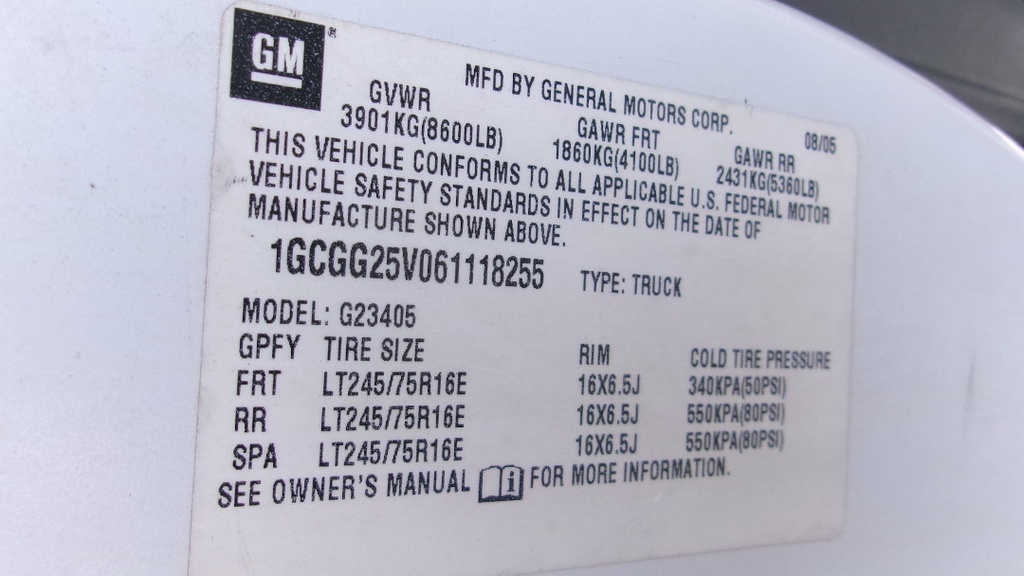 GM®
MFD BY GENERAL MOTORS CORP.
08/05
GVWR GAWR FRT GAWR RR
3901KG(8600LB) 1860KG(4100LB) 2431KG(5360LB)
THIS VEHICLE CONFORMS TO ALL APPLICABLE U.S. FEDERAL MOTOR
VEHICLE SAFETY STANDARDS IN EFFECT ON THE DATE OF
MANUFACTURE SHOWN ABOVE.
1GCGG25V061118255 TYPE: TRUCK
MODEL: G23405
GPFY TIRE SIZE RIM COLD TIRE PRESSURE
FRT LT245/75R16E 16X6.5J 340KPA(50PSI)
RR LT245/75R16E 16X6.5J 550KPA(80PSI)
SPA LT245/75R16E 16X6.5J 550KPA(80PSI)
SEE OWNER'S MANUAL i FOR MORE INFORMATION.